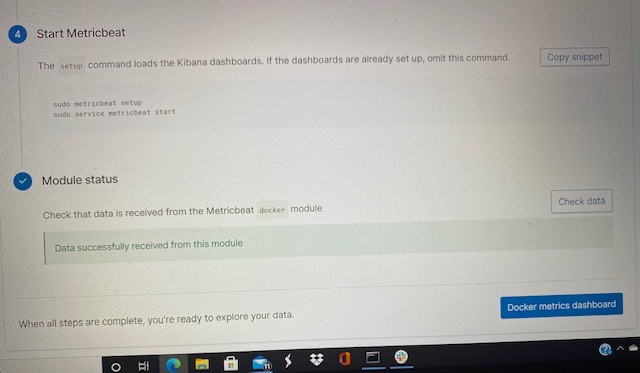 4 Start Metricbeat
The setup command loads the Kibana dashboards. If the dashboards are already set up, omit this command.
Copy snippet
sudo metricbeat setup
sudo service metricbeat start
Module status
Check that data is received from the Metricbeat docker module
Check data
Data successfully received from this module
When all steps are complete, you're ready to explore your data.
Docker metrics dashboard